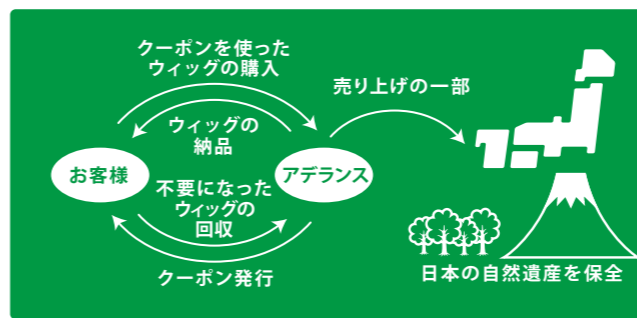 クーポンを使った
ウィッグの購入
売り上げの一部
ウィッグの
納品
お客様
アデランス
不要になった
ウィッグの
回収
クーポン発行
日本の自然遺産を保全